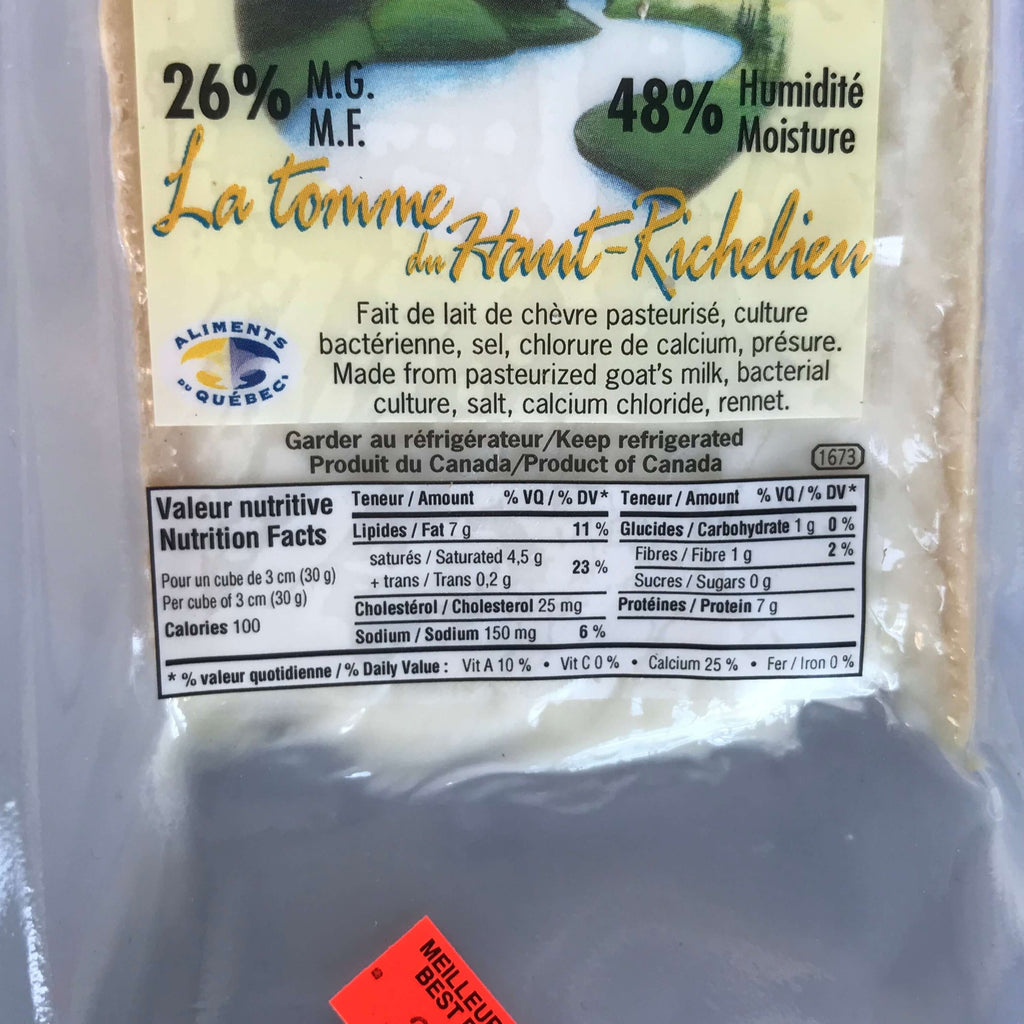 26% M.G.
M.F.
48% Humidité
Moisture
La tomme
du Haut-Richelieu
ALIMENTS
DU QUÉBEC
Fait de lait de chèvre pasteurisé, culture
bactérienne, sel, chlorure de calcium, présure.
Made from pasteurized goat's milk, bacterial
culture, salt, calcium chloride, rennet.
Garder au réfrigérateur/Keep refrigerated
Produit du Canada/Product of Canada
1673
Valeur nutritive
Nutrition Facts
Pour un cube de 3 cm (30 g)
Per cube of 3 cm (30 g)
Calories 100
Teneur / Amount % VQ / % DV*
Lipides / Fat 7 g 11 %
saturés / Saturated 4,5 g
+ trans / Trans 0,2 g 23 %
Cholestérol / Cholesterol 25 mg
Sodium / Sodium 150 mg 6 %
Teneur / Amount % VQ / % DV*
Glucides / Carbohydrate 1 g 0 %
Fibres / Fibre 1 g 2 %
Sucres / Sugars 0 g
Protéines / Protein 7 g
* % valeur quotidienne / % Daily Value : Vit A 10 % • Vit C 0 % • Calcium 25 % • Fer / Iron 0 %
MEILLEUR
BEST